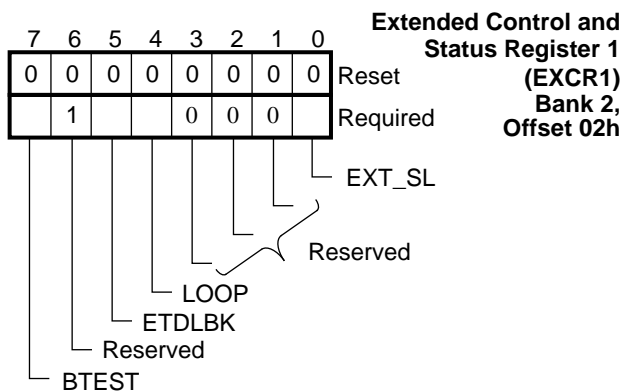 Extended Control and
Status Register 1
(EXCR1)
Bank 2,
Offset 02h
7 6 5 4 3 2 1 0
0 0 0 0 0 0 0 0 Reset
1 0 0 0 Required
EXT_SL
Reserved
LOOP
ETDLBK
Reserved
BTEST